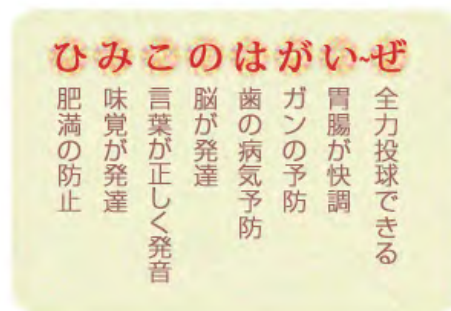 ひみこのはがい～ぜ
肥満の防止
味覚が発達
言葉が正しく発音
脳が発達
歯の病気予防
ガンの予防
胃腸が快調
全力投球できる